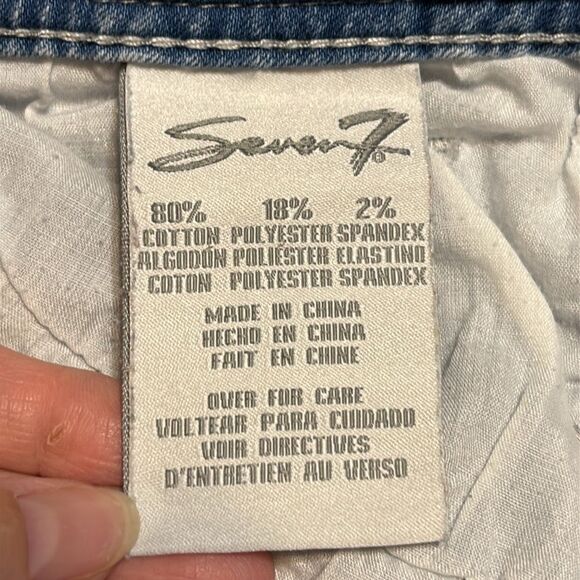 Seven7®
80% 18% 2%
COTTON POLYESTER SPANDEX
ALGODON POLIÉSTER ELASTINO
COTON POLYESTER SPANDEX
MADE IN CHINA
HECHO EN CHINA
FAIT EN CHINE
OVER FOR CARE
VOLTEAR PARA CUIDADO
VOIR DIRECTIVES
D'ENTRETIEN AU VERSO